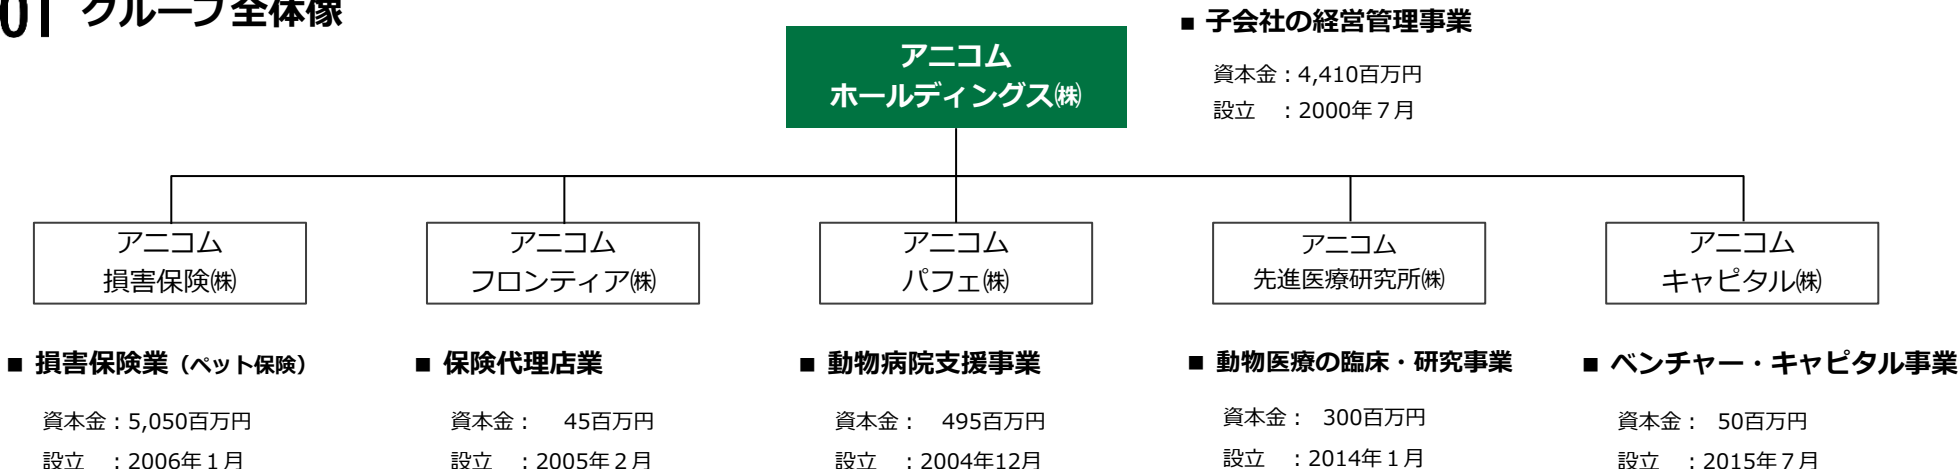 01 グループ全体像
アニコム
ホールディングス㈱
■ 子会社の経営管理事業
資本金：4,410百万円
設立　：2000年７月
アニコム
損害保険㈱
アニコム
フロンティア㈱
アニコム
パフェ㈱
アニコム
先進医療研究所㈱
アニコム
キャピタル㈱
■ 損害保険業（ペット保険）
資本金：5,050百万円
設立　：2006年１月
■ 保険代理店業
資本金：　45百万円
設立　：2005年２月
■ 動物病院支援事業
資本金：　495百万円
設立　：2004年12月
■ 動物医療の臨床・研究事業
資本金：　300百万円
設立　：2014年１月
■ ベンチャー・キャピタル事業
資本金：　50百万円
設立　：2015年７月